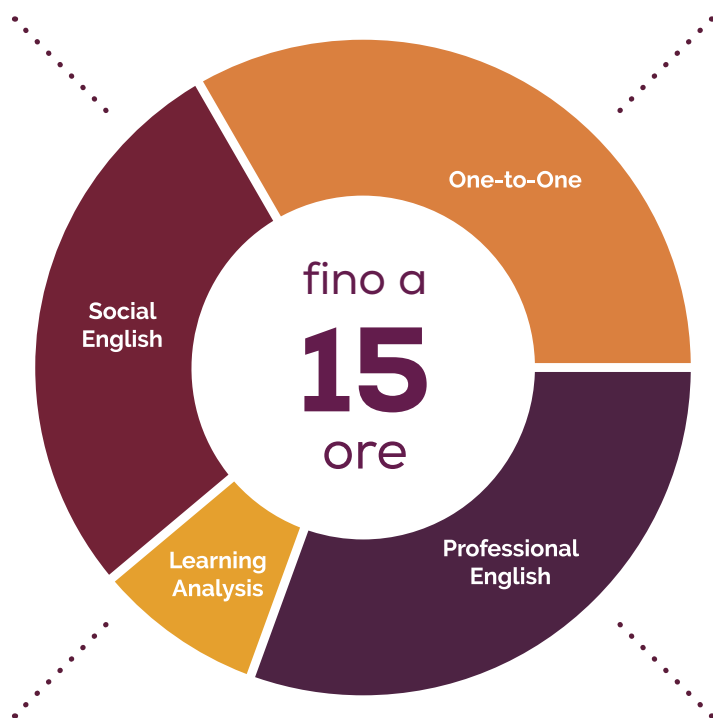 One-to-One
Social
English
fino a
15
ore
Professional
English
Learning
Analysis